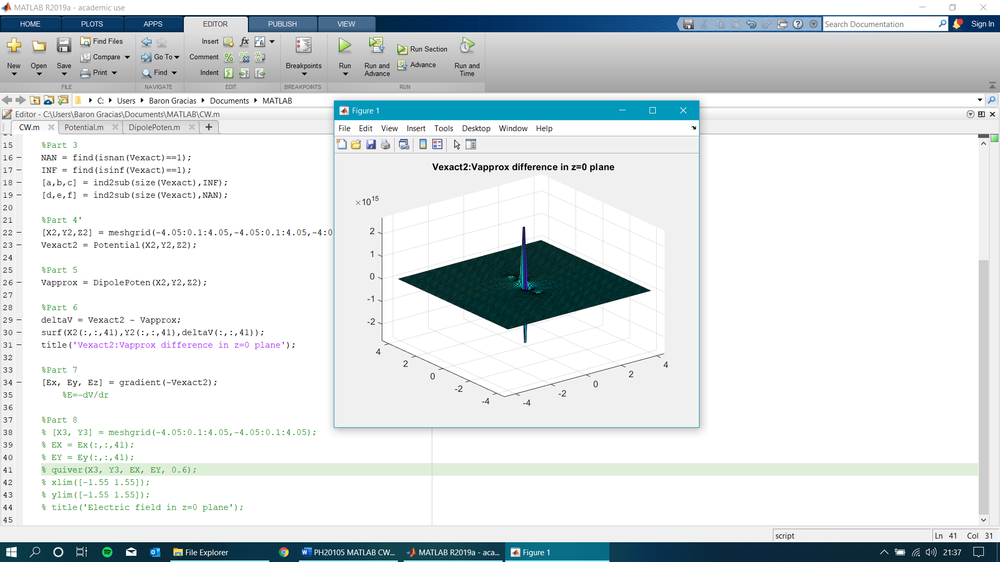 MATLAB R2019a - academic use
HOME PLOTS APPS EDITOR PUBLISH VIEW
Search Documentation
Sign In
New Open Save
Find Files
Compare
Print
FILE
Go To
Find
NAVIGATE
Insert fx
Comment
Indent
EDIT
Breakpoints
BREAKPOINTS
Run
Run and Advance
Run Section
Advance
Run and Time
RUN
C: Users Baron Gracias Documents MATLAB
Editor - C:\Users\Baron Gracias\Documents\MATLAB\CW.m
CW.m Potential.m DipolePoten.m
15 %Part 3
16 NAN = find(isnan(Vexact)==1);
17 INF = find(isinf(Vexact)==1);
18 [a,b,c] = ind2sub(size(Vexact),INF);
19 [d,e,f] = ind2sub(size(Vexact),NAN);
20
21 %Part 4'
22 [X2,Y2,Z2] = meshgrid(-4.05:0.1:4.05,-4.05:0.1:4.05,-4:0
23 Vexact2 = Potential(X2,Y2,Z2);
24
25 %Part 5
26 Vapprox = DipolePoten(X2,Y2,Z2);
27
28 %Part 6
29 deltaV = Vexact2 - Vapprox;
30 surf(X2(:,:,41),Y2(:,:,41),deltaV(:,:,41));
31 title('Vexact2:Vapprox difference in z=0 plane');
32
33 %Part 7
34 [Ex, Ey, Ez] = gradient(-Vexact2);
35 %E=-dV/dr
36
37 %Part 8
38 % [X3, Y3] = meshgrid(-4.05:0.1:4.05,-4.05:0.1:4.05);
39 % EX = Ex(:,:,41);
40 % EY = Ey(:,:,41);
41 % quiver(X3, Y3, EX, EY, 0.6);
42 % xlim([-1.55 1.55]);
43 % ylim([-1.55 1.55]);
44 % title('Electric field in z=0 plane');
45
Figure 1
File Edit View Insert Tools Desktop Window Help
Vexact2:Vapprox difference in z=0 plane
×10^15
2
1
0
-1
-2
4
2
0
-2
-4
-4
-2
0
2
4
script
Ln 41 Col 31
File Explorer
PH20105 MATLAB CW...
MATLAB R2019a - aca...
Figure 1
21:37